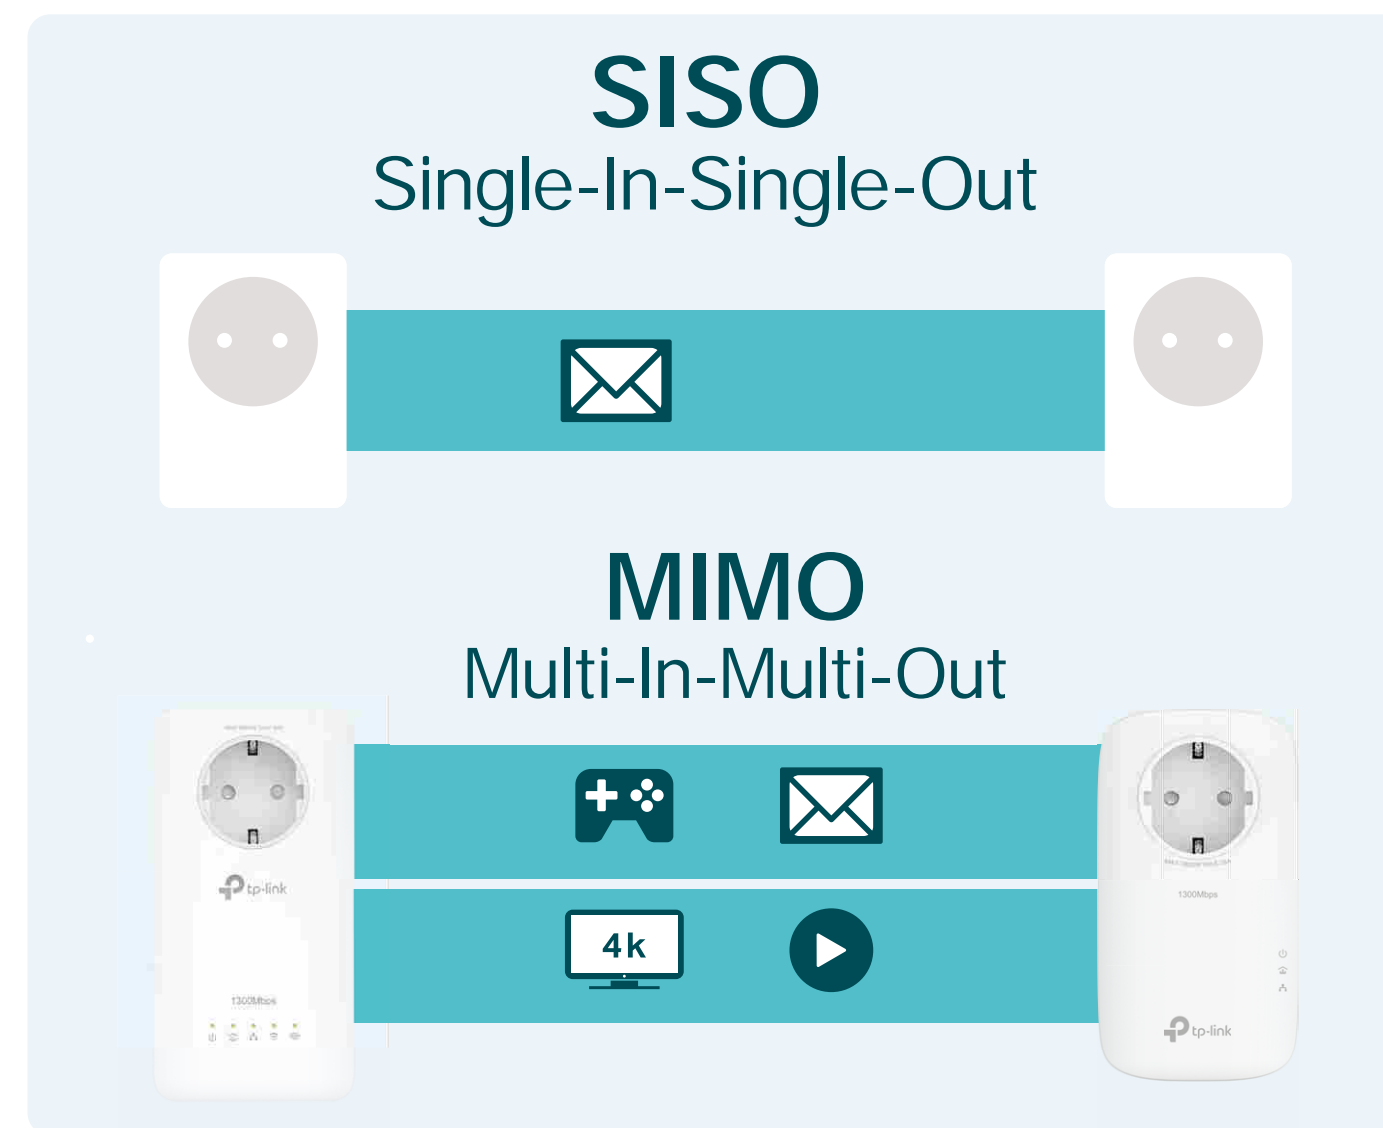 SISO
Single-In-Single-Out
MIMO
Multi-In-Multi-Out
tp-link
1300Mbps
4k
1300Mbps
tp-link